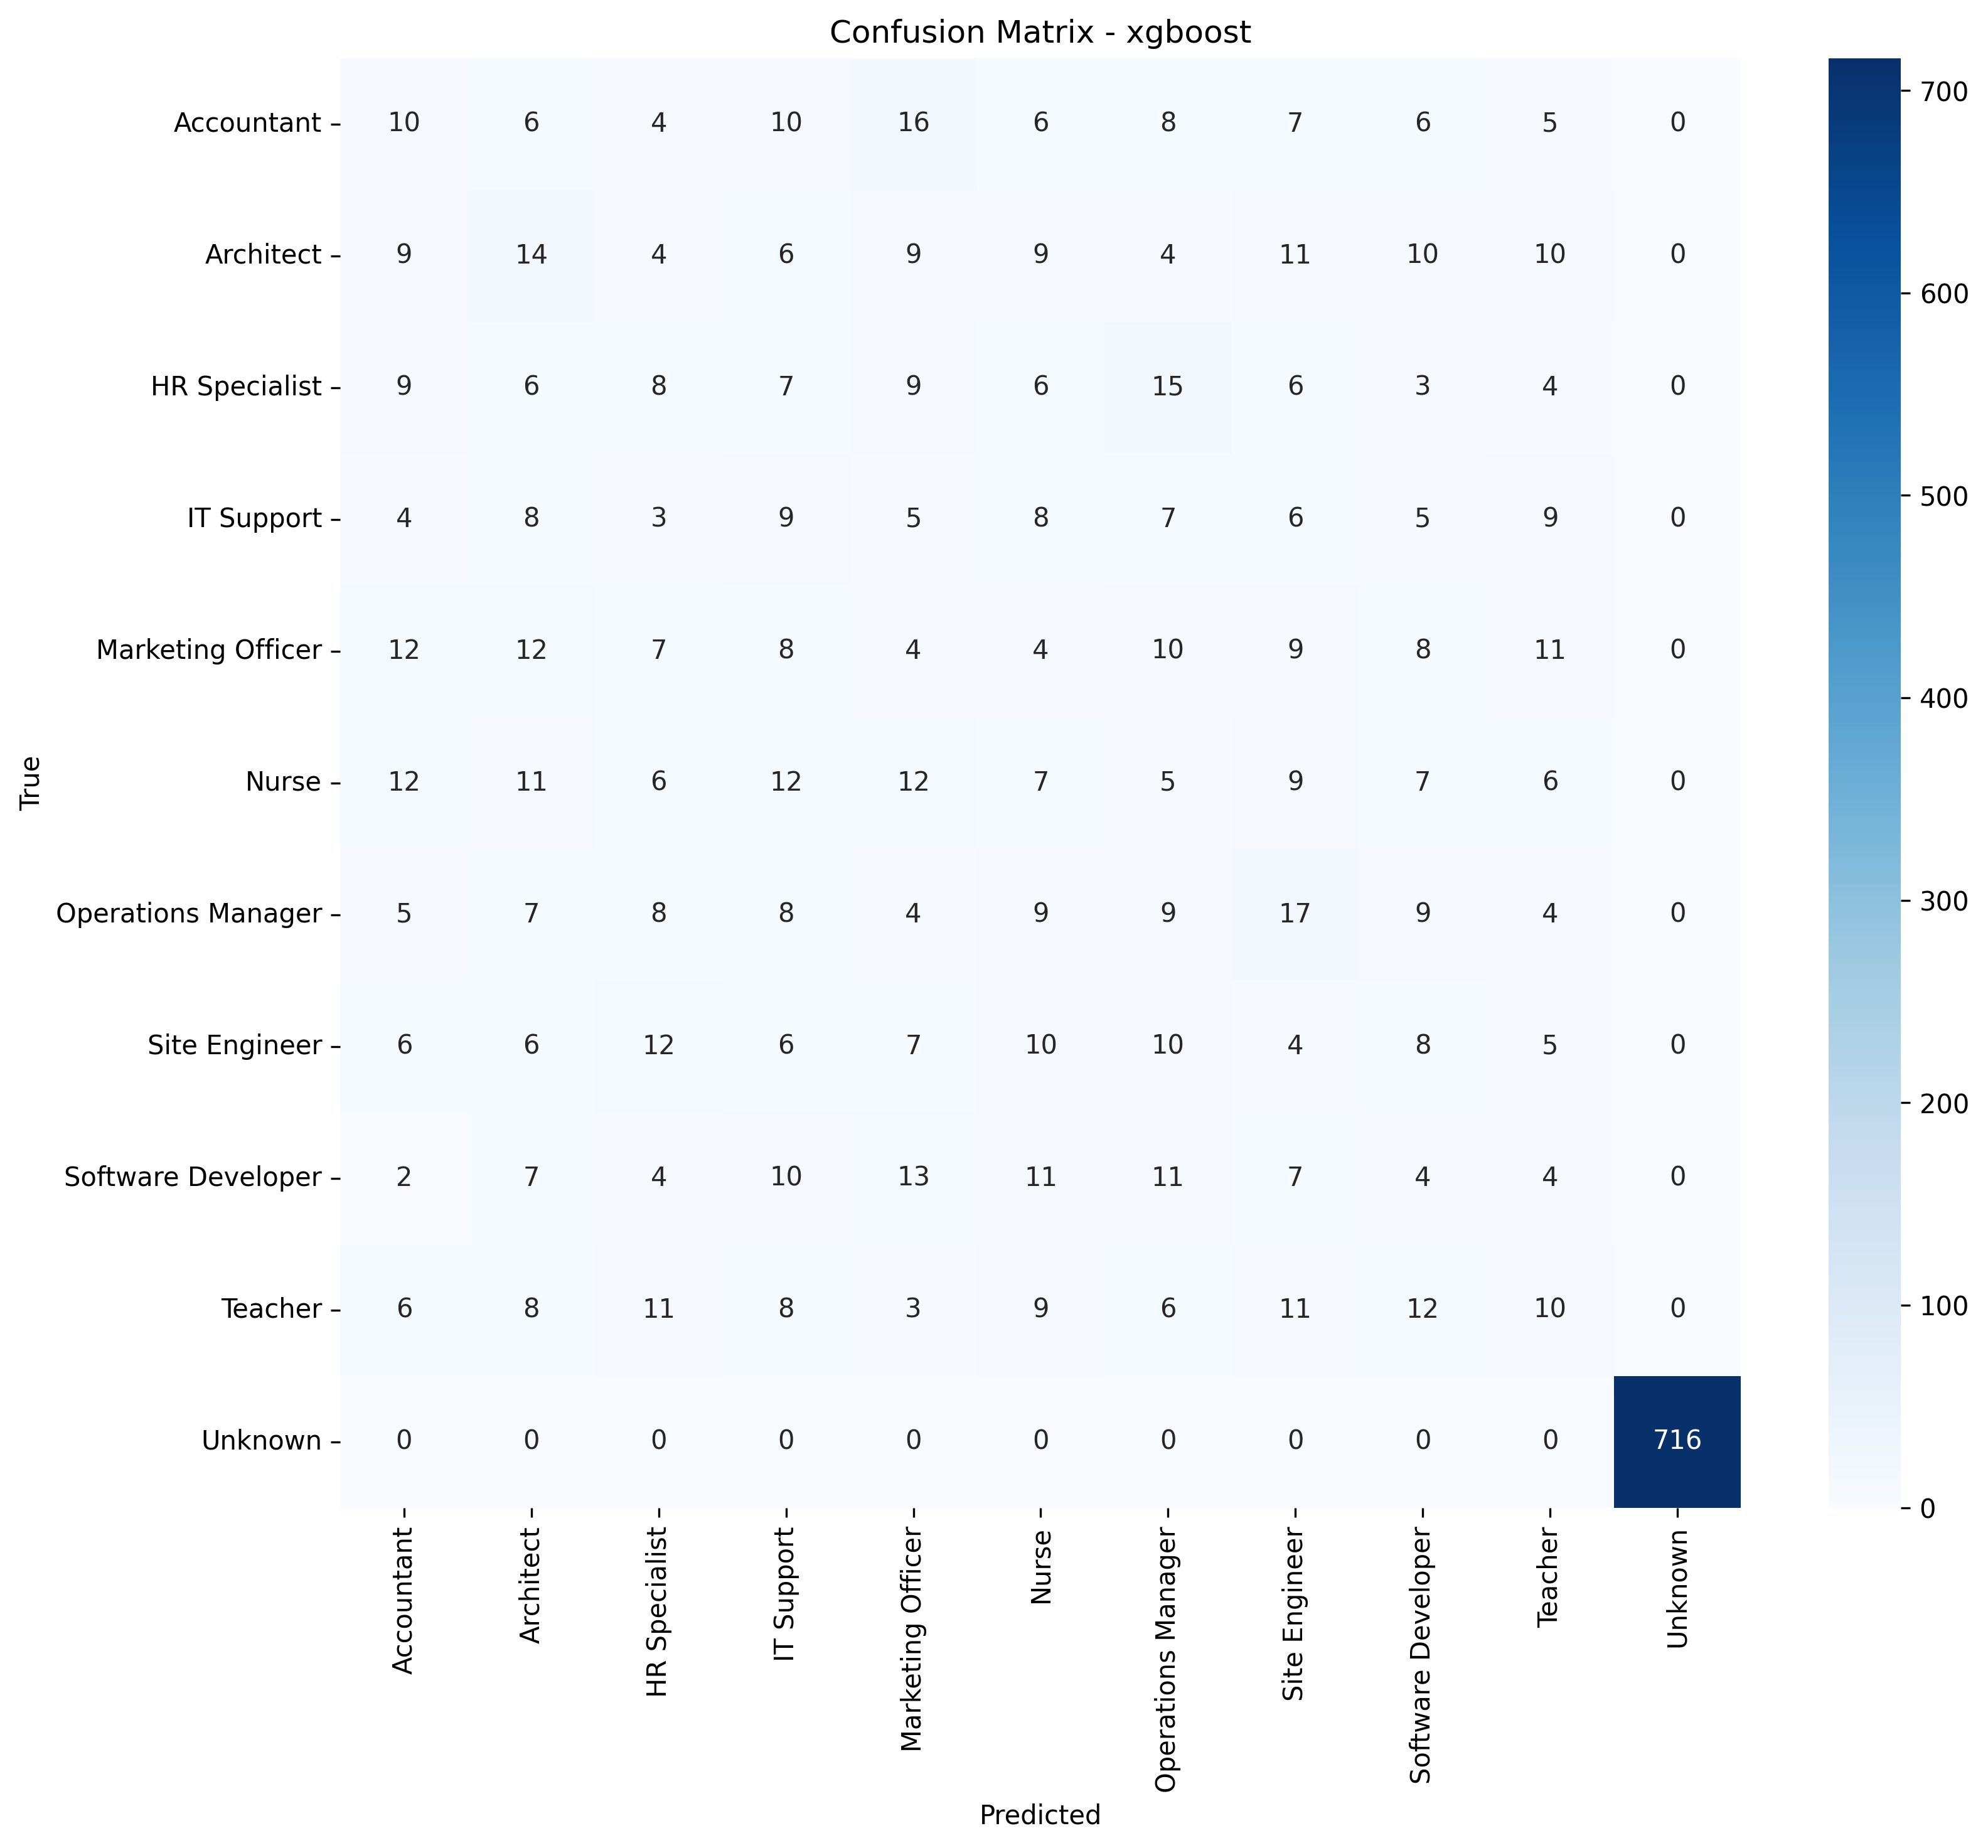 Confusion Matrix - xgboost
Accountant 10 6 4 10 16 6 8 7 6 5 0
Architect 9 14 4 6 9 9 4 11 10 10 0
HR Specialist 9 6 8 7 9 6 15 6 3 4 0
IT Support 4 8 3 9 5 8 7 6 5 9 0
Marketing Officer 12 12 7 8 4 4 10 9 8 11 0
Nurse 12 11 6 12 12 7 5 9 7 6 0
Operations Manager 5 7 8 8 4 9 9 17 9 4 0
Site Engineer 6 6 12 6 7 10 10 4 8 5 0
Software Developer 2 7 4 10 13 11 11 7 4 4 0
Teacher 6 8 11 8 3 9 6 11 12 10 0
Unknown 0 0 0 0 0 0 0 0 0 0 716
True
Accountant
Architect
HR Specialist
IT Support
Marketing Officer
Nurse
Operations Manager
Site Engineer
Software Developer
Teacher
Unknown
Predicted
700
600
500
400
300
200
100
0